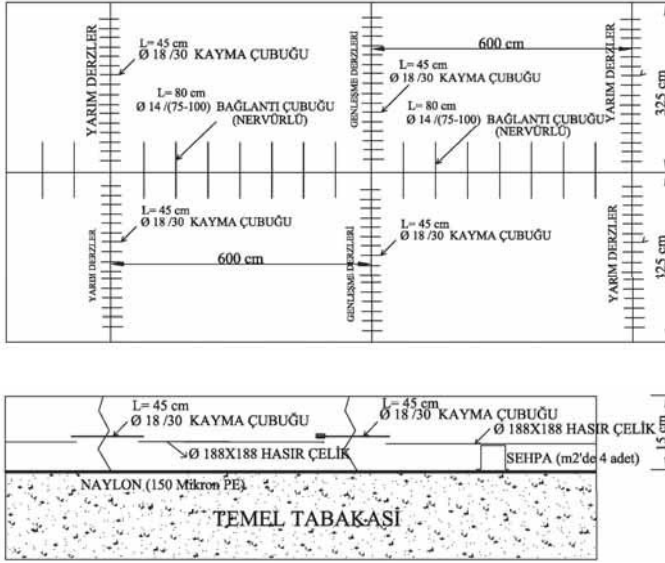 YARIM DERZLER
L= 45 cm
Ø 18 /30 KAYMA ÇUBUĞU
L= 80 cm
Ø 14 /(75-100) BAĞLANTI ÇUBUĞU
(NERVÜRLÜ)
GENLEŞME DERZLERİ
600 cm
L= 45 cm
Ø 18 /30 KAYMA ÇUBUĞU
L= 80 cm
Ø 14 /(75-100) BAĞLANTI ÇUBUĞU
(NERVÜRLÜ)
YARIM DERZLER
325 cm
YARIM DERZLER
L= 45 cm
Ø 18 /30 KAYMA ÇUBUĞU
600 cm
GENLEŞME DERZLERİ
L= 45 cm
Ø 18 /30 KAYMA ÇUBUĞU
YARIM DERZLER
325 cm
L= 45 cm
Ø 18 /30 KAYMA ÇUBUĞU
Ø 188X188 HASIR ÇELİK
L= 45 cm
Ø 18 /30 KAYMA ÇUBUĞU
Ø 188X188 HASIR ÇELİK
15 cm
SEHPA (m2'de 4 adet)
NAYLON (150 Mikron PE)
TEMEL TABAKASİ